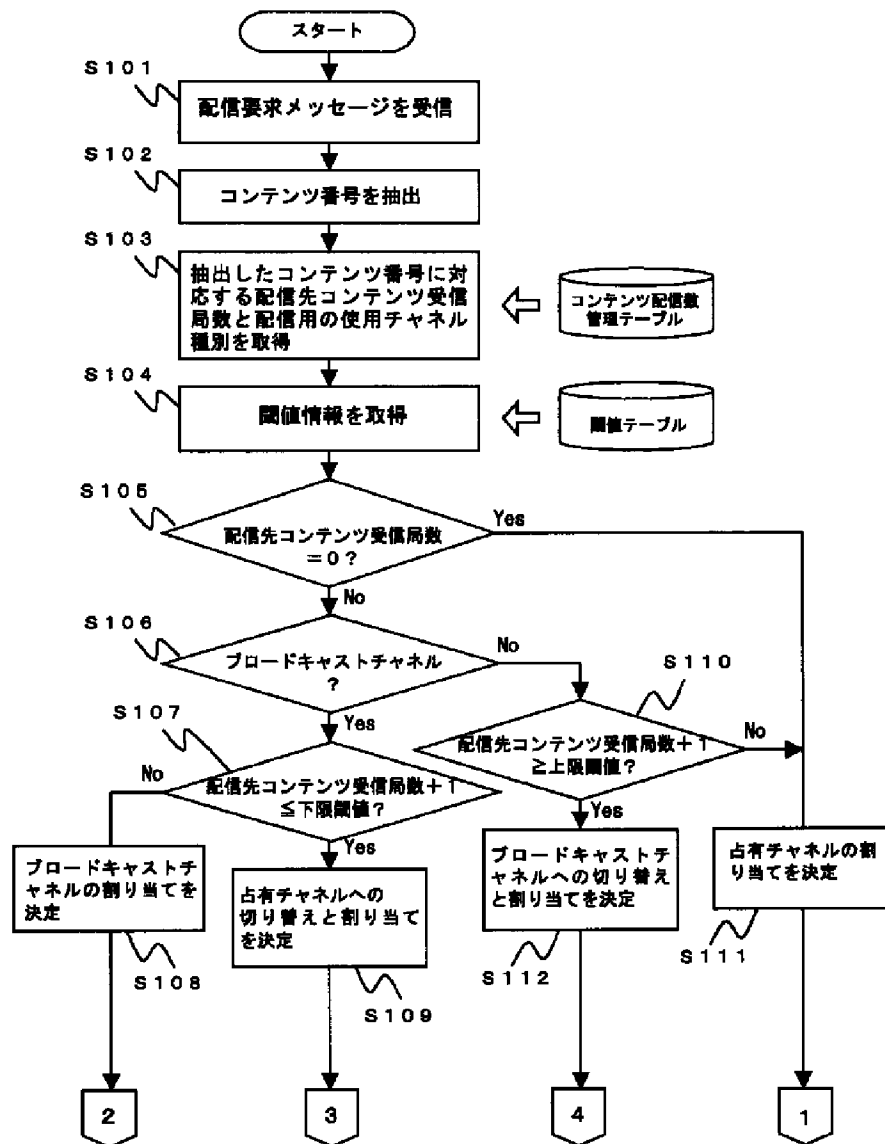 スタート
S101
配信要求メッセージを受信
S102
コンテンツ番号を抽出
S103
抽出したコンテンツ番号に対
応する配信先コンテンツ受信
局数と配信用の使用チャネル
種別を取得
コンテンツ配信数
管理テーブル
S104
閾値情報を取得
閾値テーブル
S105
配信先コンテンツ受信局数
=0?
Yes
No
S106
ブロードキャストチャネル
?
No
Yes
S110
配信先コンテンツ受信局数+1
≧上限閾値?
No
Yes
S107
配信先コンテンツ受信局数+1
≦下限閾値?
No
Yes
ブロードキャストチ
ャネルの割り当てを
決定
S108
占有チャネルへの
切り替えと割り当て
を決定
S109
ブロードキャストチ
ャネルへの切り替え
と割り当てを決定
S112
占有チャネルの割
り当てを決定
S111
2
3
4
1